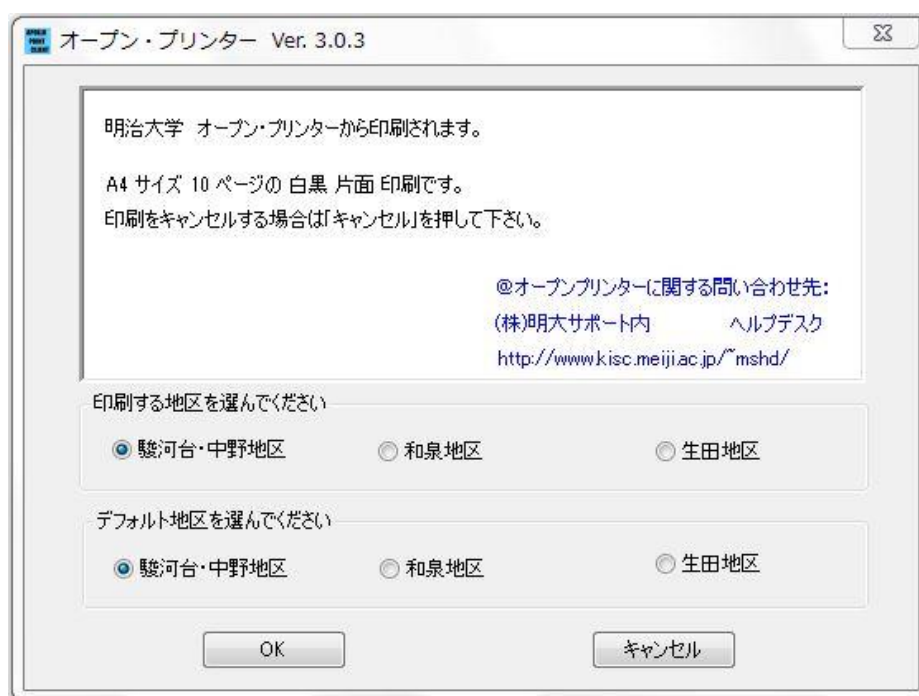 オープン・プリンター Ver. 3.0.3
明治大学 オープン・プリンターから印刷されます。
A4 サイズ 10 ページの 白黒 片面 印刷です。
印刷をキャンセルする場合は「キャンセル」を押して下さい。
@オープンプリンターに関する問い合わせ先:
(株)明大サポート内 ヘルプデスク
http://www.kisc.meiji.ac.jp/~mshd/
印刷する地区を選んでください
駿河台・中野地区 和泉地区 生田地区
デフォルト地区を選んでください
駿河台・中野地区 和泉地区 生田地区
OK キャンセル